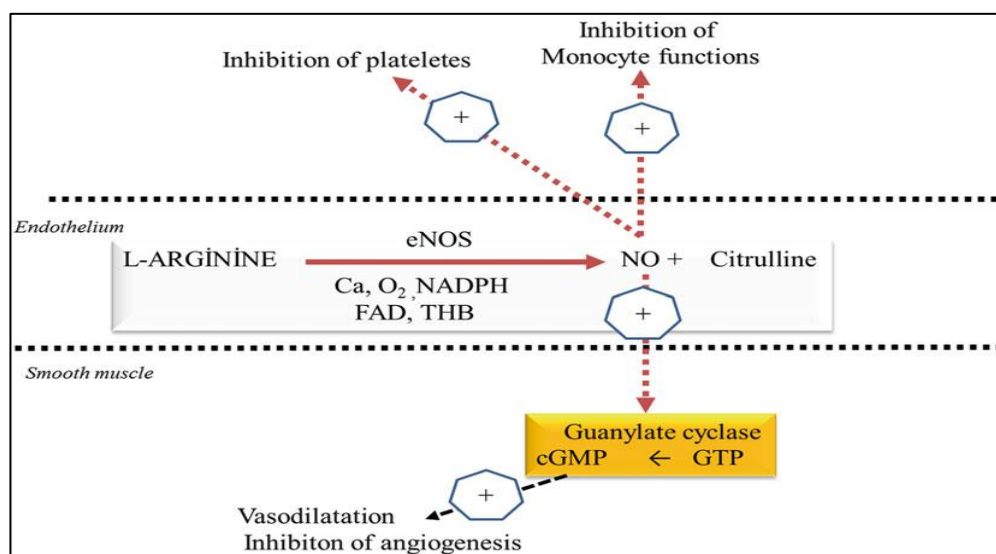 Inhibition of plateletes
Inhibition of
Monocyte functions
+
+
Endothelium
eNOS
L-ARGİNİNE
NO + Citrulline
Ca, O₂ ,NADPH
FAD, THB
+
Smooth muscle
Guanylate cyclase
cGMP ← GTP
+
Vasodilatation
Inhibiton of angiogenesis